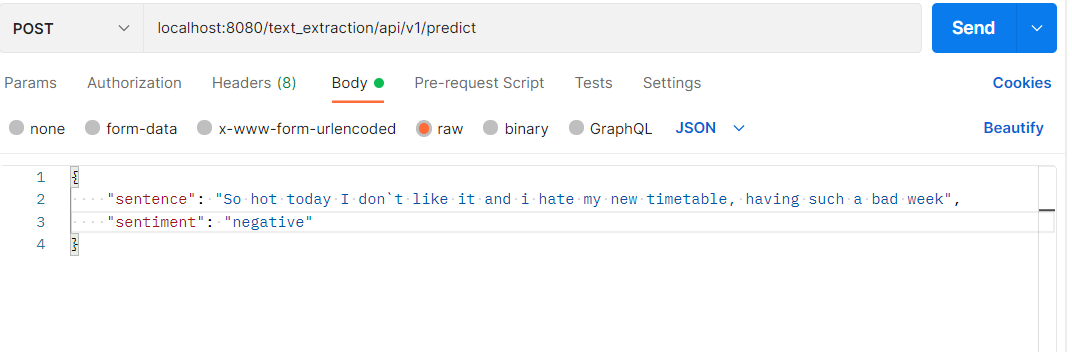 POST localhost:8080/text_extraction/api/v1/predict Send
Params Authorization Headers (8) Body Pre-request Script Tests Settings Cookies
none form-data x-www-form-urlencoded raw binary GraphQL JSON Beautify
1 {
2 "sentence": "So hot today I don`t like it and i hate my new timetable, having such a bad week",
3 "sentiment": "negative"
4 }